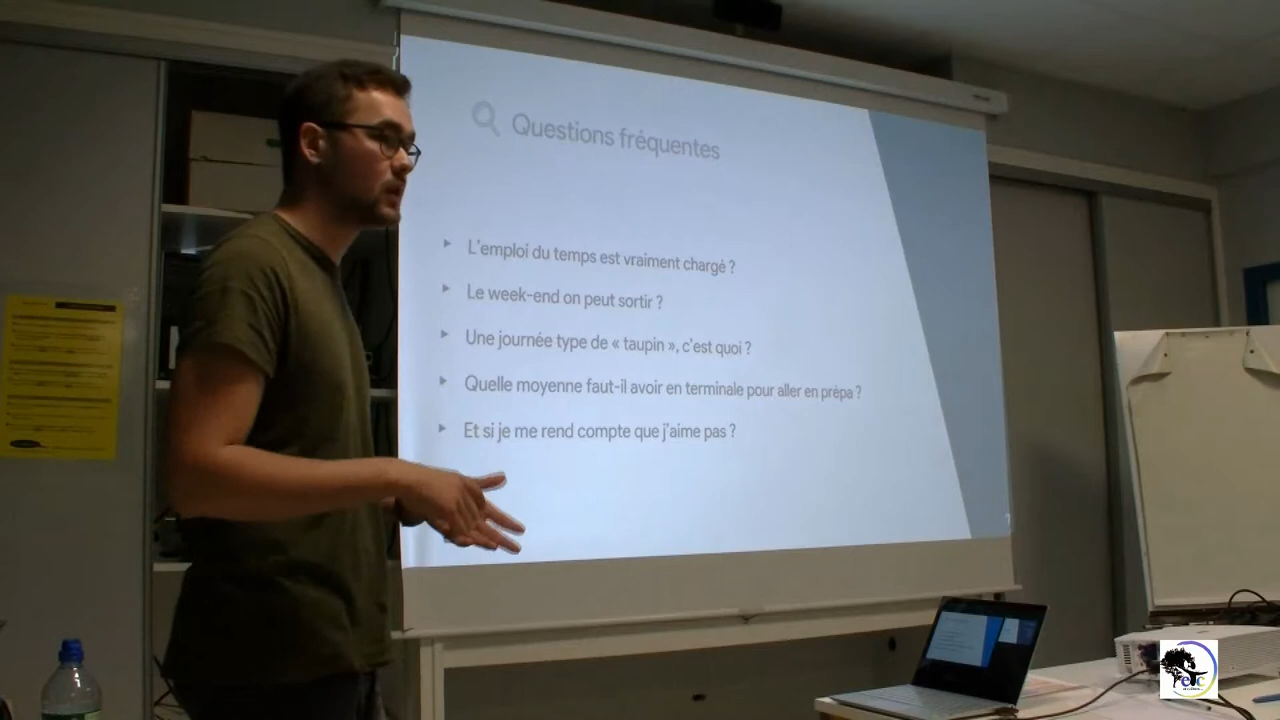 Questions fréquentes
L'emploi du temps est vraiment chargé ?
Le week-end on peut sortir ?
Une journée type de « taupin », c'est quoi ?
Quelle moyenne faut-il avoir en terminale pour aller en prépa ?
Et si je me rend compte que j'aime pas ?